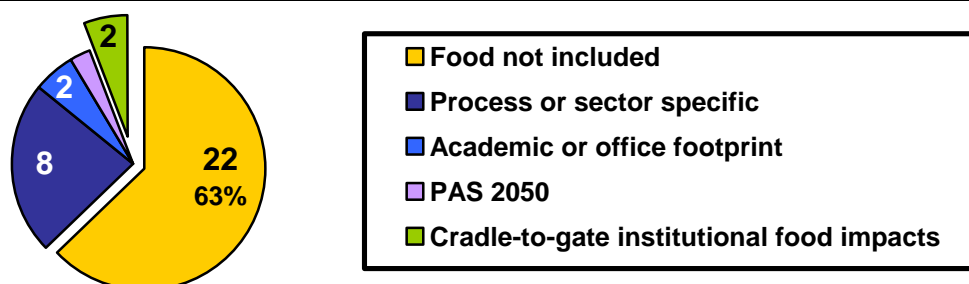 2
2
8
22
63%
Food not included
Process or sector specific
Academic or office footprint
PAS 2050
Cradle-to-gate institutional food impacts